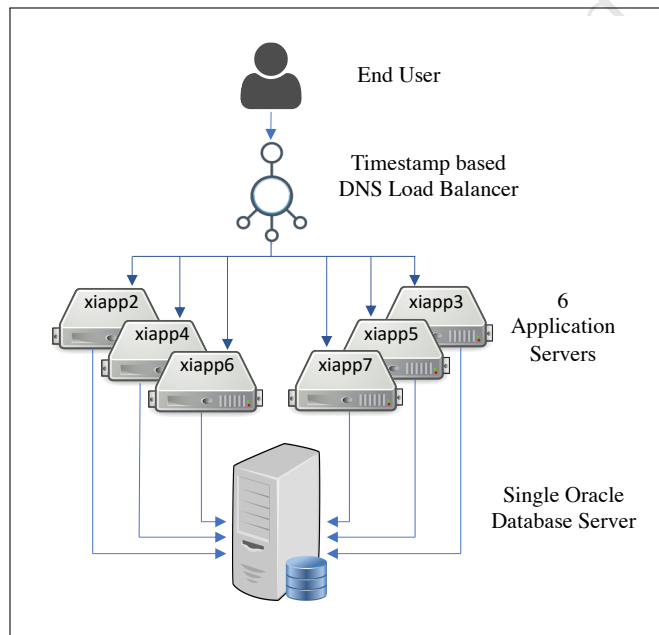 End User
Timestamp based
DNS Load Balancer
xiapp2
xiapp3
xiapp4
xiapp5
xiapp6
xiapp7
6
Application
Servers
Single Oracle
Database Server